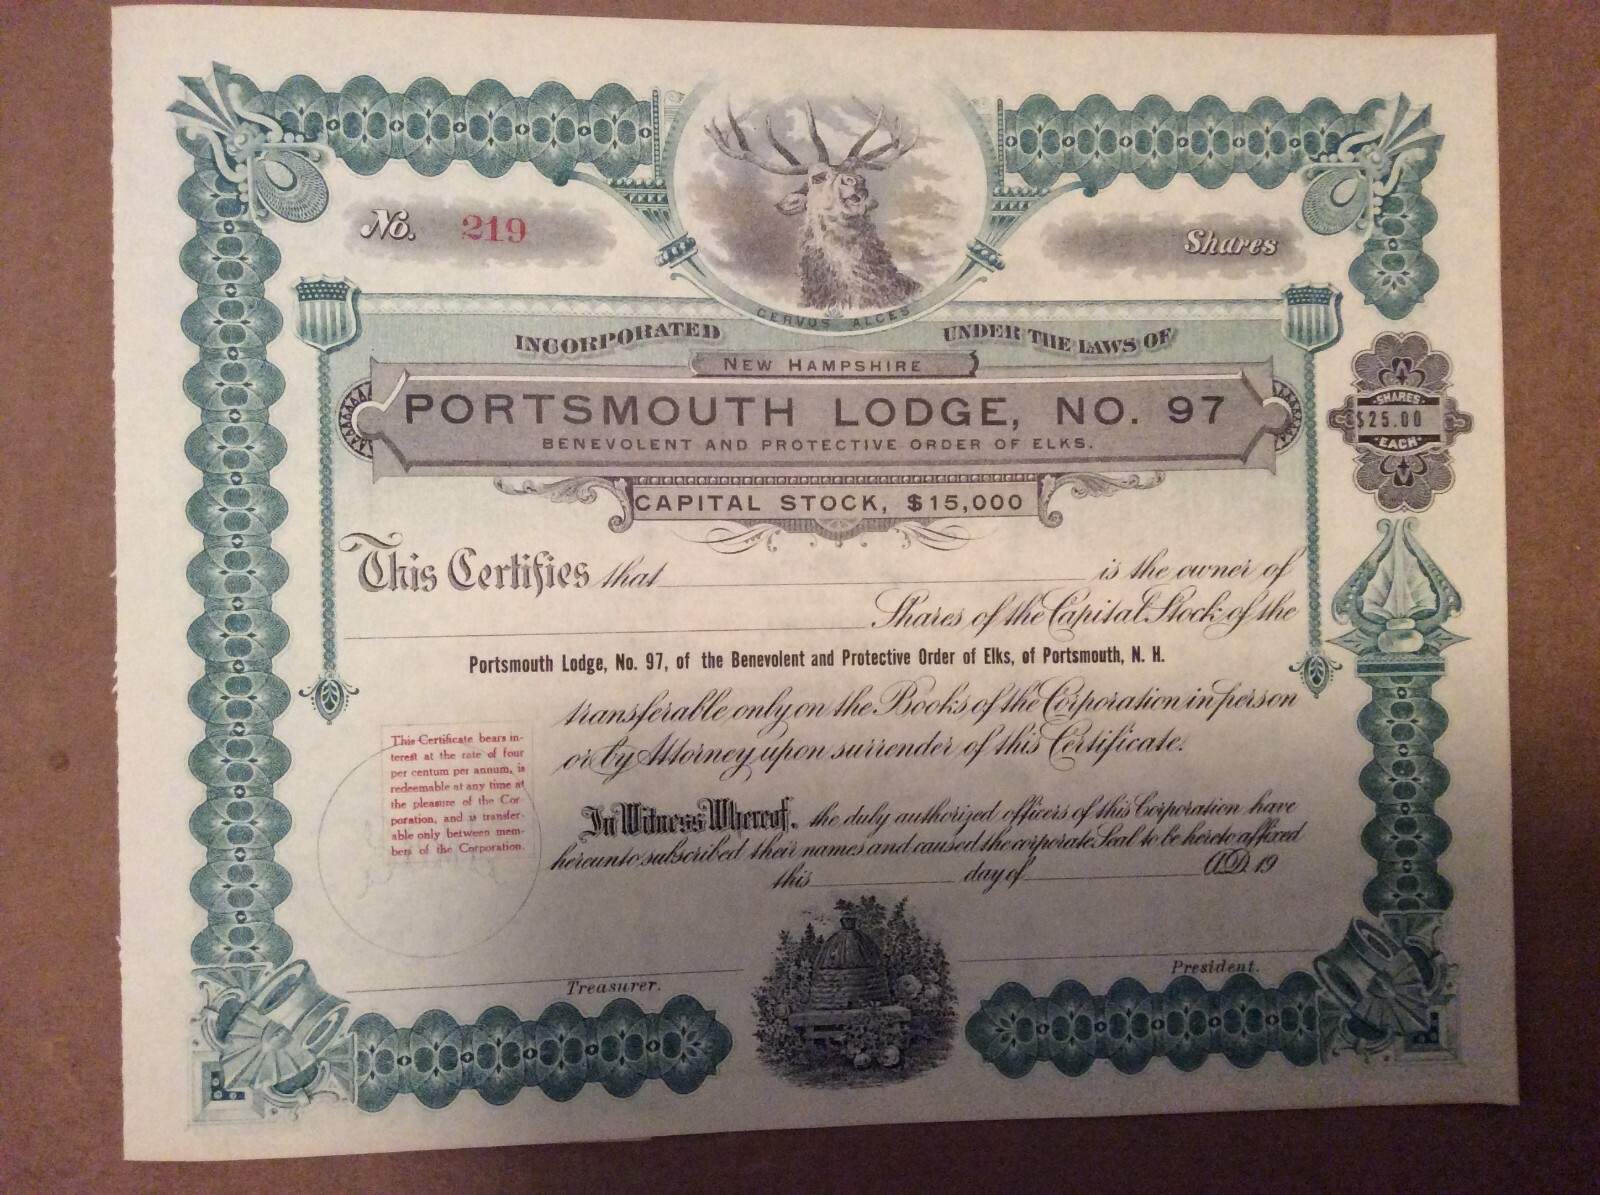 No. 219
Shares
CERVUS ALCES
INCORPORATED UNDER THE LAWS OF
NEW HAMPSHIRE
PORTSMOUTH LODGE, NO. 97
BENEVOLENT AND PROTECTIVE ORDER OF ELKS.
SHARES
$25.00
EACH
CAPITAL STOCK, $15,000
This Certifies that is the owner of
Shares of the Capital Stock of the
Portsmouth Lodge, No. 97, of the Benevolent and Protective Order of Elks, of Portsmouth, N. H.
transferable only on the Books of the Corporation in person
or by Attorney upon surrender of this Certificate.
This Certificate bears in-
terest at the rate of four
per centum per annum, is
redeemable at any time at
the pleasure of the Cor-
poration, and is transfer-
able only between mem-
bers of the Corporation.
In Witness Whereof, the duly authorized officers of this Corporation have
hereunto subscribed their names and caused the corporate Seal to be hereto affixed
this day of A.D. 19
Treasurer.
President.